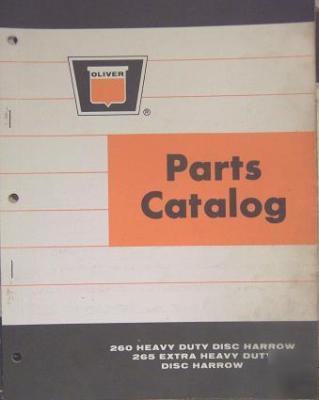 OLIVER
®
Parts
Catalog
260 HEAVY DUTY DISC HARROW
265 EXTRA HEAVY DUTY
DISC HARROW